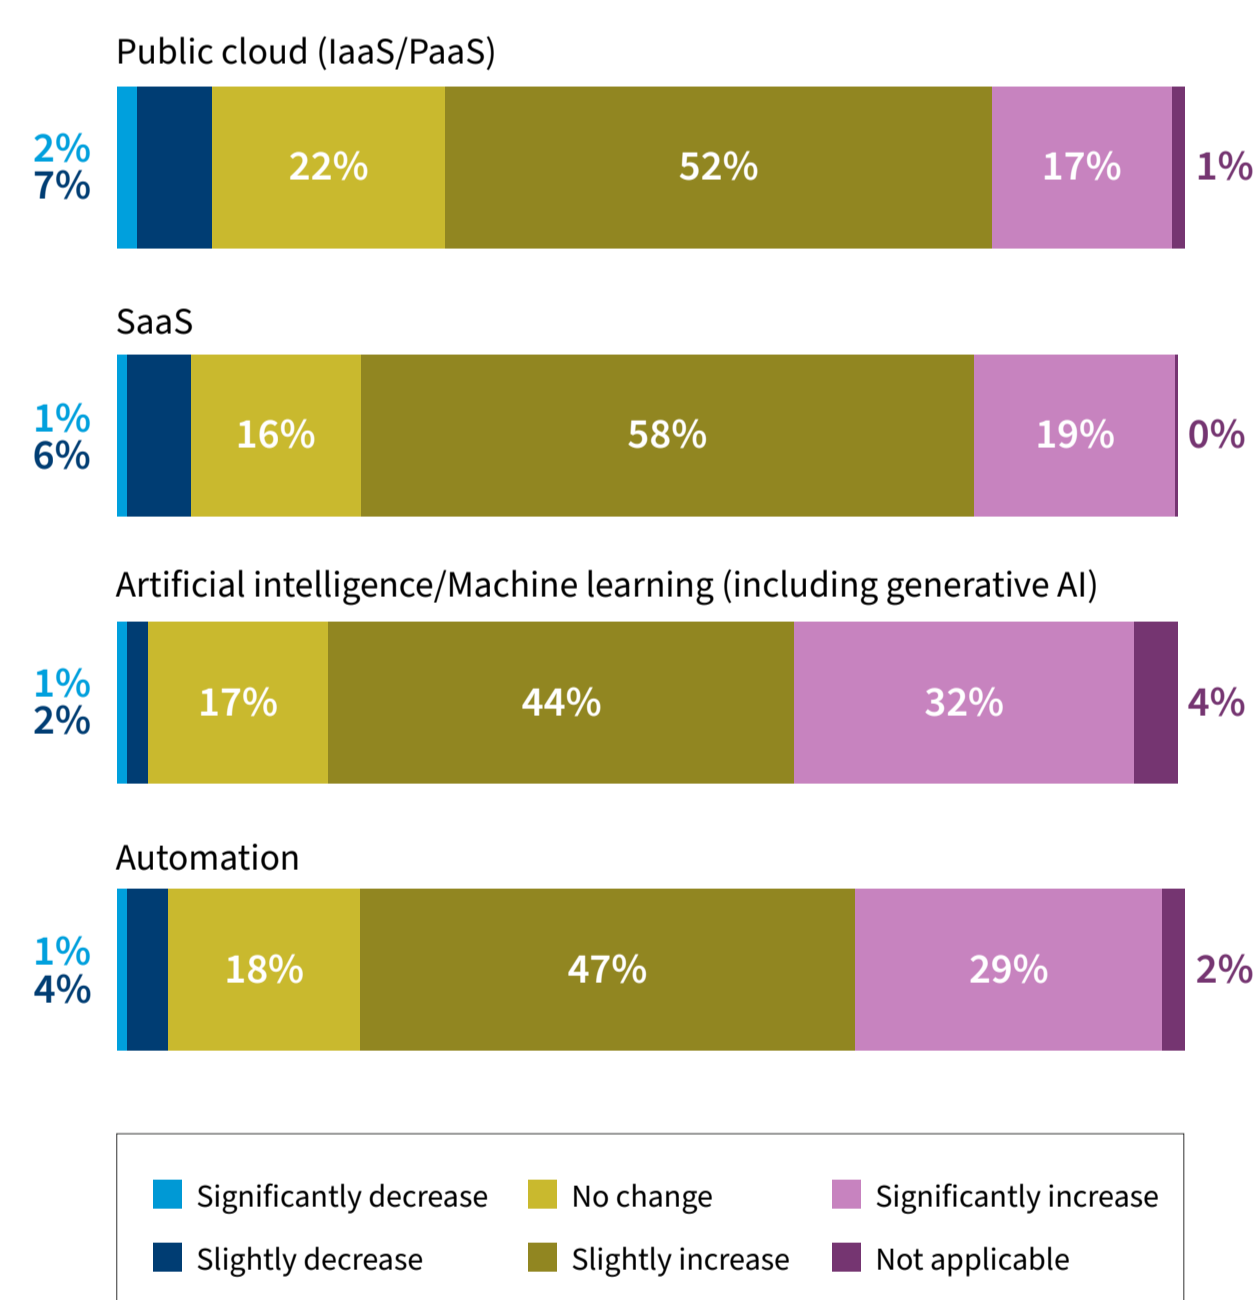 Public cloud (IaaS/PaaS)
2%
7%
22%
52%
17%
1%
SaaS
1%
6%
16%
58%
19%
0%
Artificial intelligence/Machine learning (including generative AI)
1%
2%
17%
44%
32%
4%
Automation
1%
4%
18%
47%
29%
2%
Significantly decrease
No change
Significantly increase
Slightly decrease
Slightly increase
Not applicable